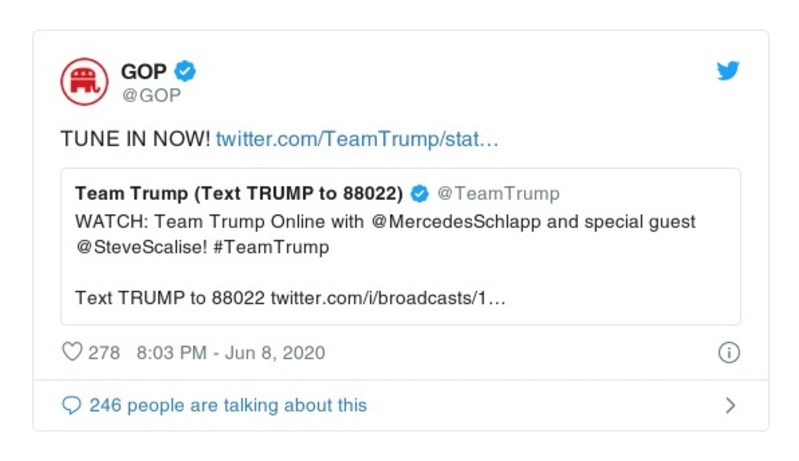 GOP
@GOP
TUNE IN NOW! twitter.com/TeamTrump/stat…
Team Trump (Text TRUMP to 88022) @TeamTrump
WATCH: Team Trump Online with @MercedesSchlapp and special guest
@SteveScalise! #TeamTrump
Text TRUMP to 88022 twitter.com/i/broadcasts/1…
278 8:03 PM - Jun 8, 2020
246 people are talking about this